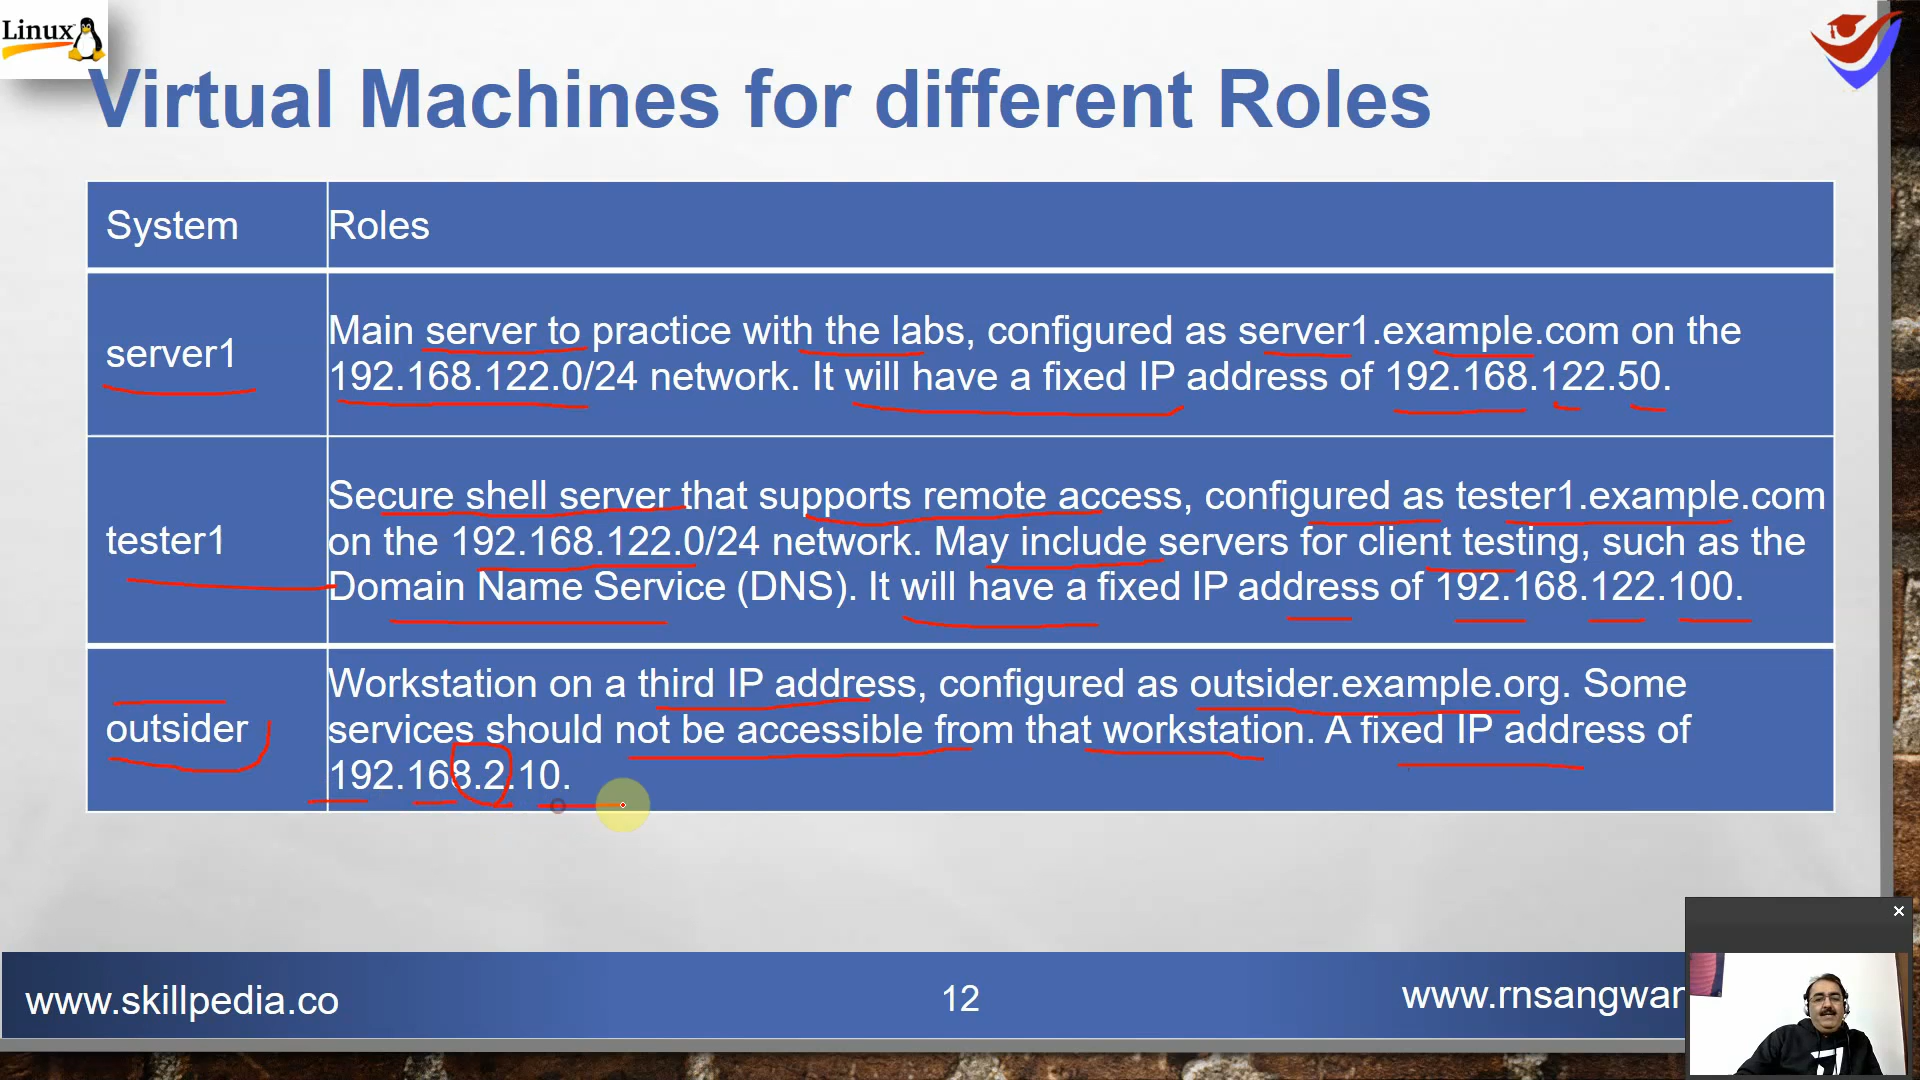 Linux
Virtual Machines for different Roles
System
Roles
server1
Main server to practice with the labs, configured as server1.example.com on the
192.168.122.0/24 network. It will have a fixed IP address of 192.168.122.50.
tester1
Secure shell server that supports remote access, configured as tester1.example.com
on the 192.168.122.0/24 network. May include servers for client testing, such as the
Domain Name Service (DNS). It will have a fixed IP address of 192.168.122.100.
outsider
Workstation on a third IP address, configured as outsider.example.org. Some
services should not be accessible from that workstation. A fixed IP address of
192.168.2.10.
www.skillpedia.co
12
www.rnsangwan